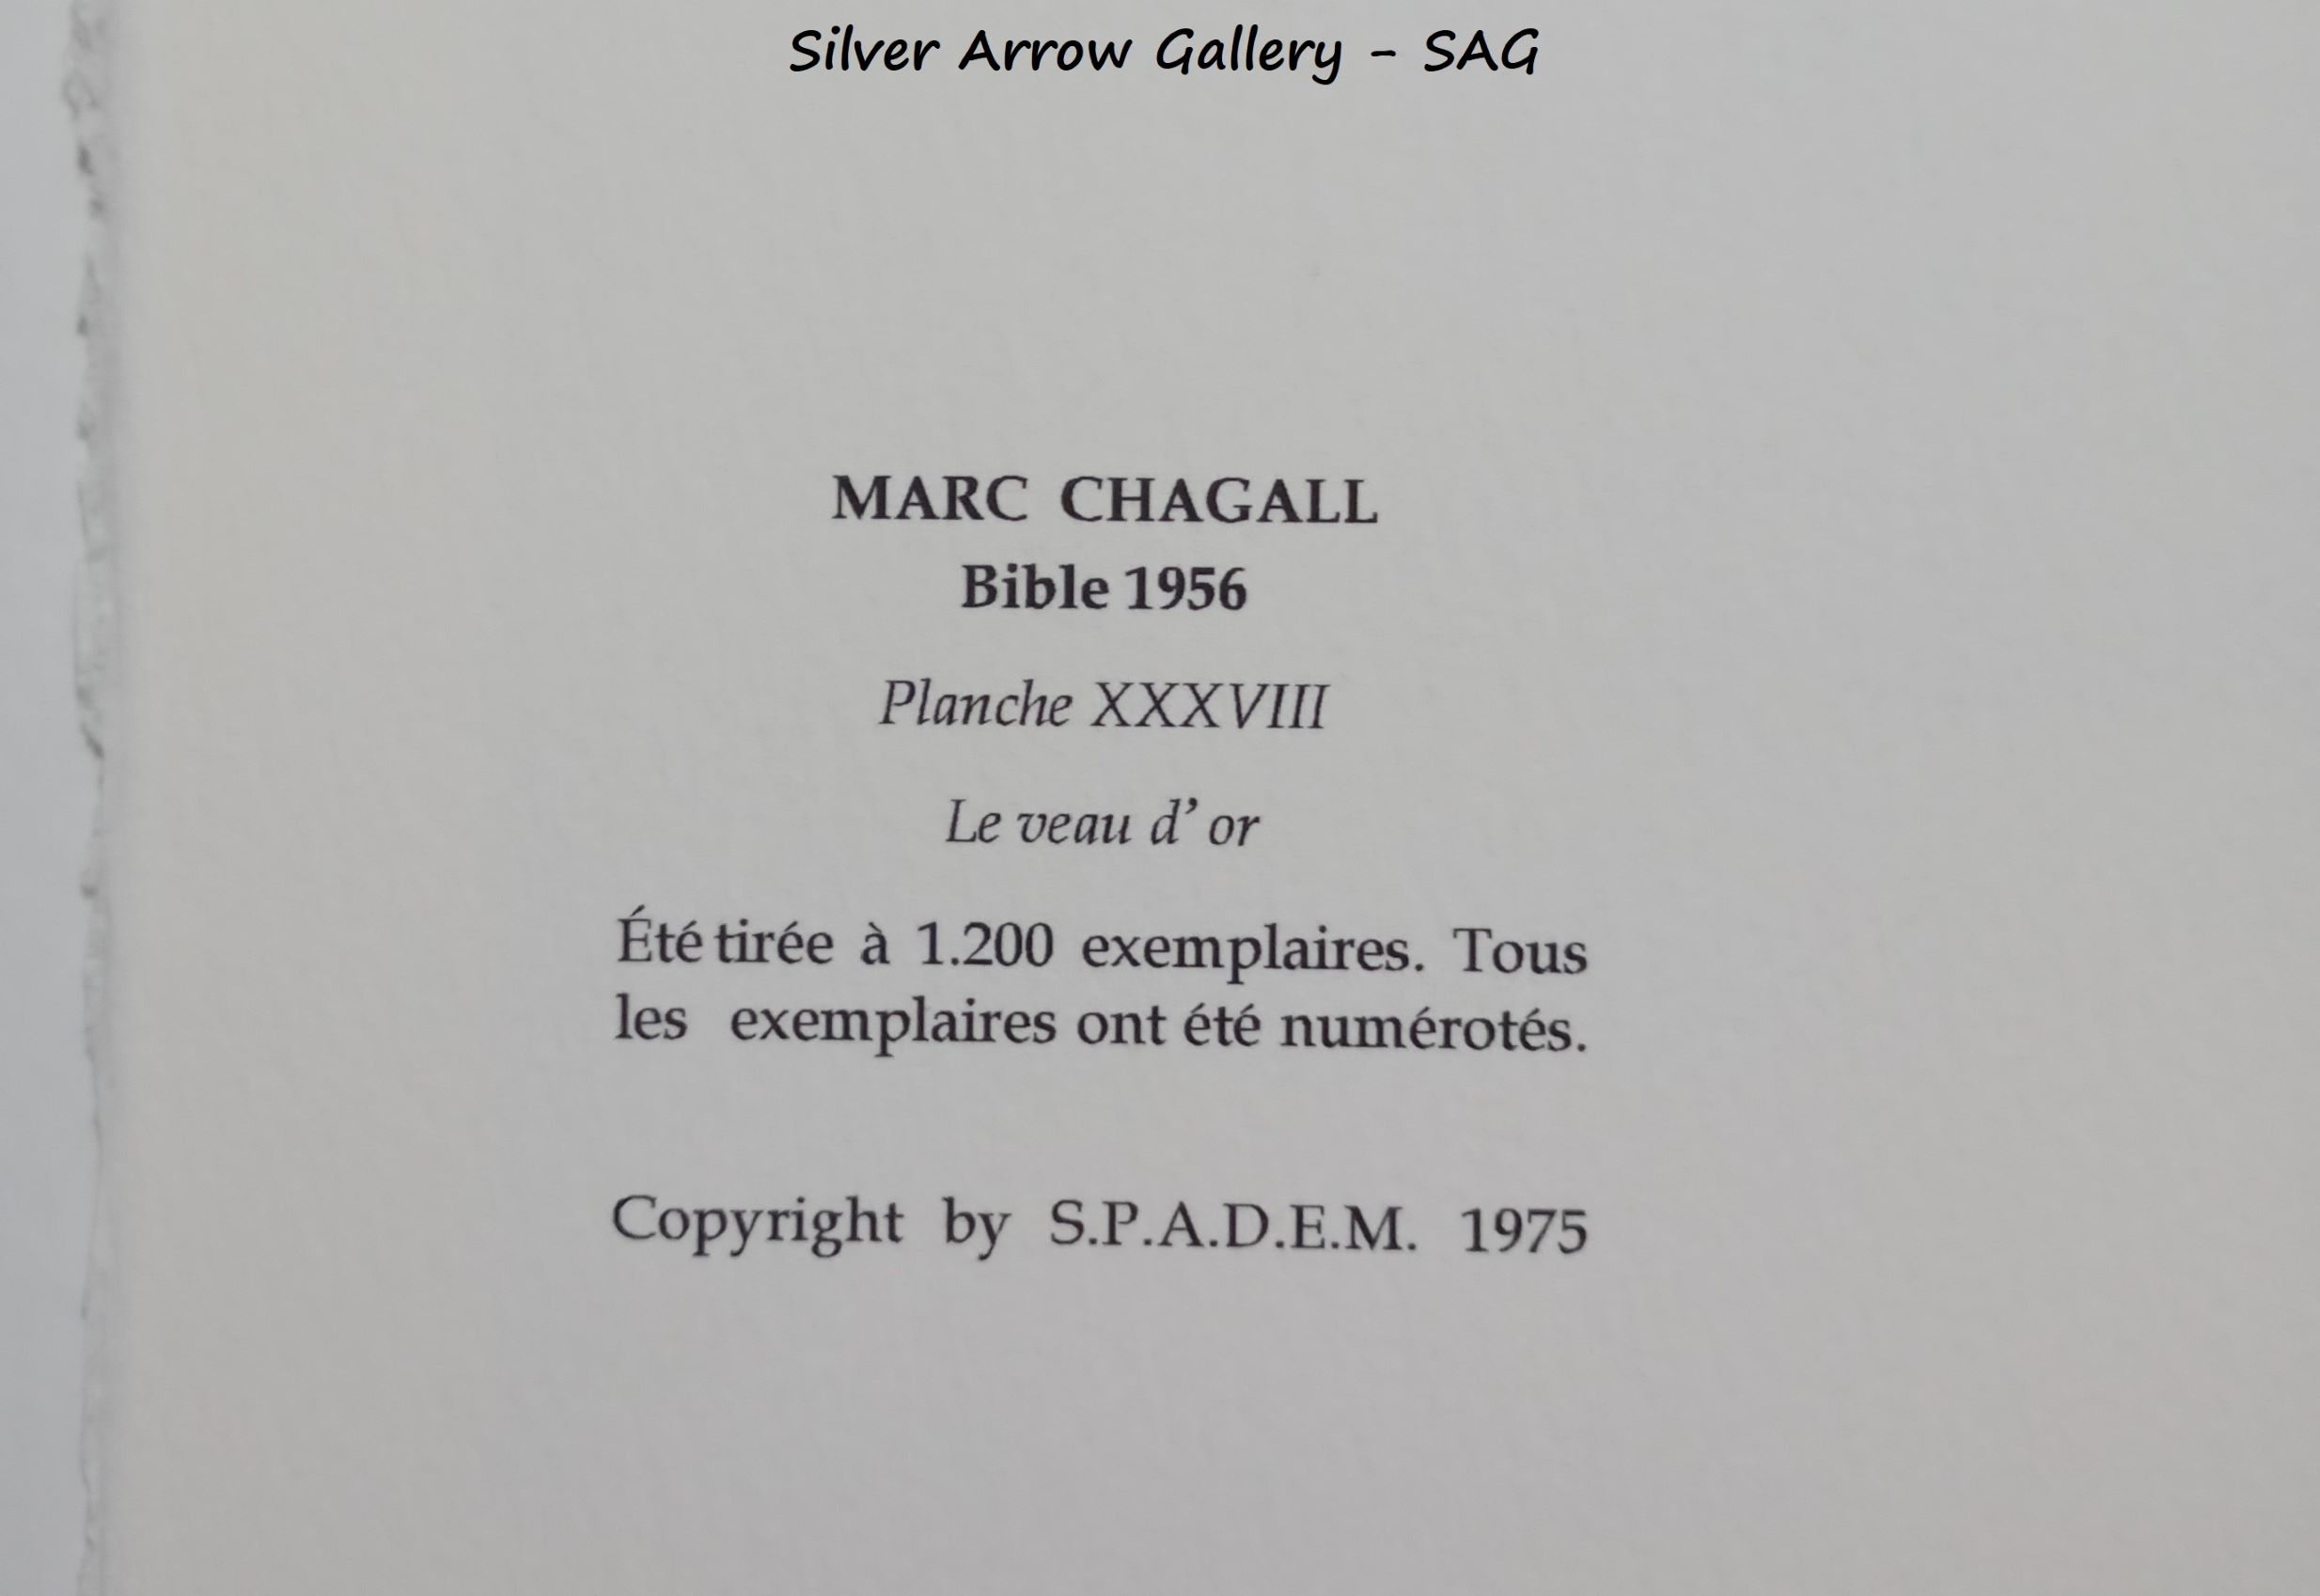 Silver Arrow Gallery - SAG
MARC CHAGALL
Bible 1956
Planche XXXVIII
Le veau d’ or
Été tirée à 1.200 exemplaires. Tous
les exemplaires ont été numérotés.
Copyright by S.P.A.D.E.M. 1975